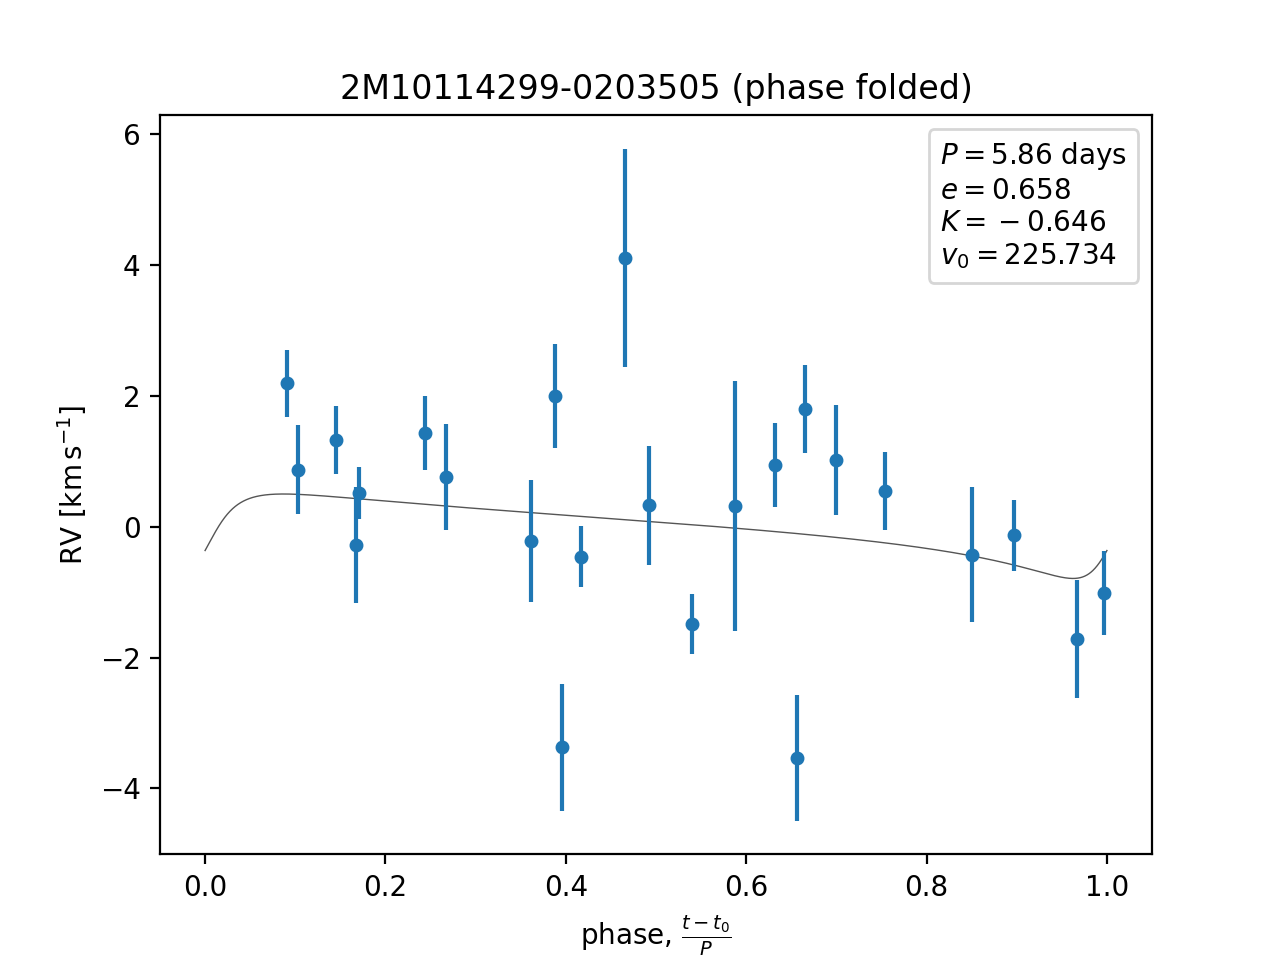 2M10114299-0203505 (phase folded)
P = 5.86 days
e = 0.658
K = −0.646
v₀ = 225.734
RV [km s⁻¹]
6
4
2
0
−2
−4
0.0 0.2 0.4 0.6 0.8 1.0
phase, (t − t₀)/P